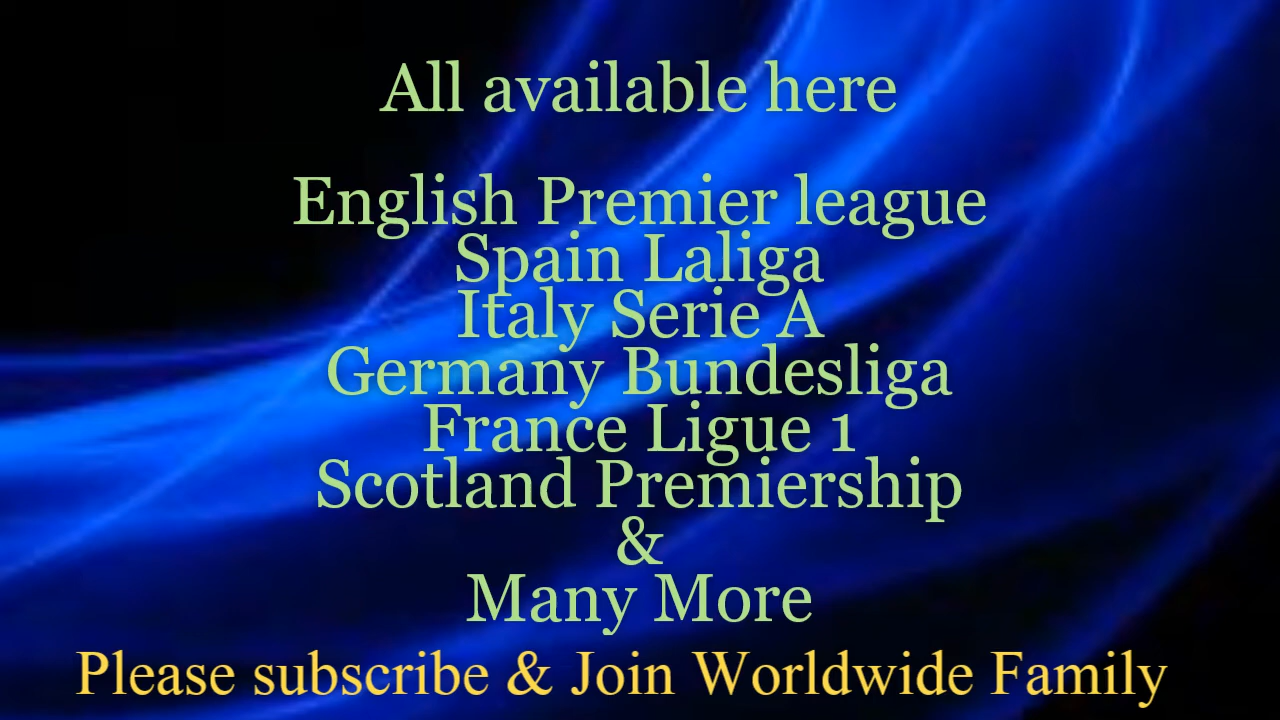 All available here
English Premier league
Spain Laliga
Italy Serie A
Germany Bundesliga
France Ligue 1
Scotland Premiership
&
Many More
Please subscribe & Join Worldwide Family